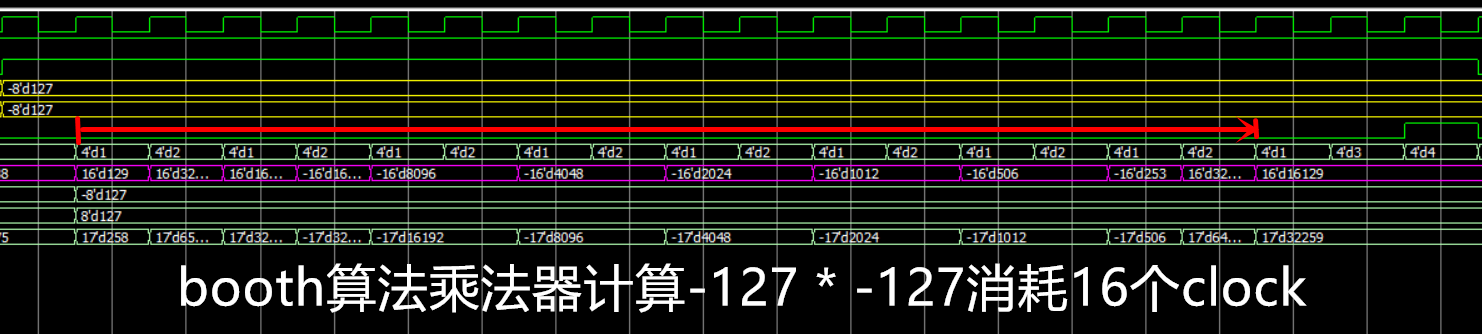 -8'd127
-8'd127
4'd1 4'd2 4'd1 4'd2 4'd1 4'd2 4'd1 4'd2 4'd1 4'd2 4'd1 4'd2 4'd1 4'd2 4'd1 4'd2 4'd1 4'd3 4'd4
16'd129 16'd32... 16'd16... -16'd16... -16'd8096 -16'd4048 -16'd2024 -16'd1012 -16'd506 -16'd253 16'd32... 16'd16129
-8'd127
8'd127
17'd258 17'd65... 17'd32... -17'd32... -17'd16192 -17'd8096 -17'd4048 -17'd2024 -17'd1012 -17'd506 17'd64... 17'd32259
booth算法乘法器计算-127 * -127消耗16个clock